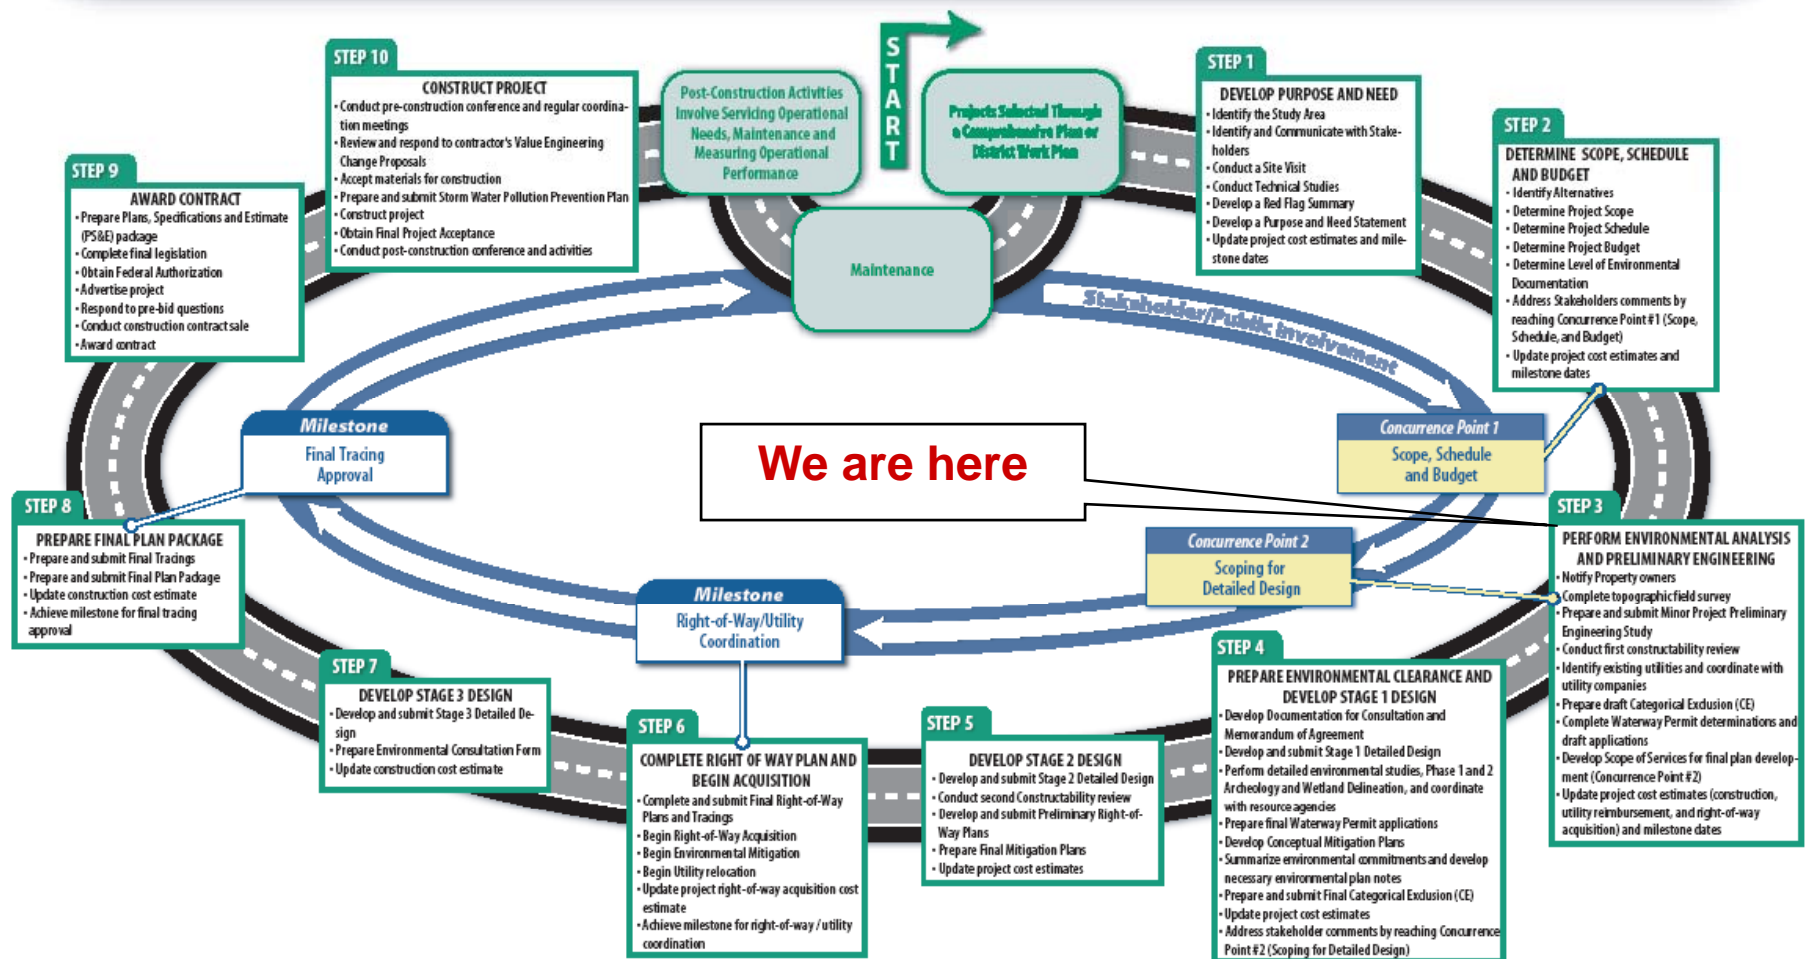 START
Projects Selected Through
a Comprehensive Plan or
District Work Plan
STEP 1
DEVELOP PURPOSE AND NEED
• Identify the Study Area
• Identify and Communicate with Stake-
holders
• Conduct a Site Visit
• Conduct Technical Studies
• Develop a Red Flag Summary
• Develop a Purpose and Need Statement
• Update project cost estimates and mile-
stone dates
STEP 2
DETERMINE SCOPE, SCHEDULE
AND BUDGET
• Identify Alternatives
• Determine Project Scope
• Determine Project Schedule
• Determine Project Budget
• Determine Level of Environmental
Documentation
• Address Stakeholders comments by
reaching Concurrence Point #1 (Scope,
Schedule, and Budget)
• Update project cost estimates and
milestone dates
STEP 3
PERFORM ENVIRONMENTAL ANALYSIS
AND PRELIMINARY ENGINEERING
• Notify Property owners
• Complete topographic field survey
• Prepare and submit Minor Project Preliminary
Engineering Study
• Conduct first constructability review
• Identify existing utilities and coordinate with
utility companies
• Prepare draft Categorical Exclusion (CE)
• Complete Waterway Permit determinations and
draft applications
• Develop Scope of Services for final plan develop-
ment (Concurrence Point #2)
• Update project cost estimates (construction,
utility reimbursement, and right-of-way
acquisition) and milestone dates
STEP 4
PREPARE ENVIRONMENTAL CLEARANCE AND
DEVELOP STAGE 1 DESIGN
• Develop Documentation for Consultation and
Memorandum of Agreement
• Develop and submit Stage 1 Detailed Design
• Perform detailed environmental studies, Phase 1 and 2
Archeology and Wetland Delineation, and coordinate
with resource agencies
• Prepare final Waterway Permit applications
• Develop Conceptual Mitigation Plans
• Summarize environmental commitments and develop
necessary environmental plan notes
• Prepare and submit Final Categorical Exclusion (CE)
• Update project cost estimates
• Address stakeholder comments by reaching Concurrence
Point #2 (Scoping for Detailed Design)
STEP 5
DEVELOP STAGE 2 DESIGN
• Develop and submit Stage 2 Detailed Design
• Conduct second Constructability review
• Develop and submit Preliminary Right-of-
Way Plans
• Prepare Final Mitigation Plans
• Update project cost estimates
STEP 6
COMPLETE RIGHT OF WAY PLAN AND
BEGIN ACQUISITION
• Complete and submit Final Right-of-Way
Plans and Tracings
• Begin Right-of-Way Acquisition
• Begin Environmental Mitigation
• Begin Utility relocation
• Update project right-of-way acquisition cost
estimate
• Achieve milestone for right-of-way / utility
coordination
STEP 7
DEVELOP STAGE 3 DESIGN
• Develop and submit Stage 3 Detailed De-
sign
• Prepare Environmental Consultation Form
• Update construction cost estimate
STEP 8
PREPARE FINAL PLAN PACKAGE
• Prepare and submit Final Tracings
• Prepare and submit Final Plan Package
• Update construction cost estimate
• Achieve milestone for final tracing
approval
STEP 9
AWARD CONTRACT
• Prepare Plans, Specifications and Estimate
(PS&E) package
• Complete final legislation
• Obtain Federal Authorization
• Advertise project
• Respond to pre-bid questions
• Conduct construction contract sale
• Award contract
STEP 10
CONSTRUCT PROJECT
• Conduct pre-construction conference and regular coordina-
tion meetings
• Review and respond to contractor's Value Engineering
Change Proposals
• Accept materials for construction
• Prepare and submit Storm Water Pollution Prevention Plan
• Construct project
• Obtain Final Project Acceptance
• Conduct post-construction conference and activities
Post-Construction Activities
Involve Servicing Operational
Needs, Maintenance and
Measuring Operational
Performance
Maintenance
Stakeholder/Public Involvement
Concurrence Point 1
Scope, Schedule
and Budget
We are here
Concurrence Point 2
Scoping for
Detailed Design
Milestone
Right-of-Way/Utility
Coordination
Milestone
Final Tracing
Approval